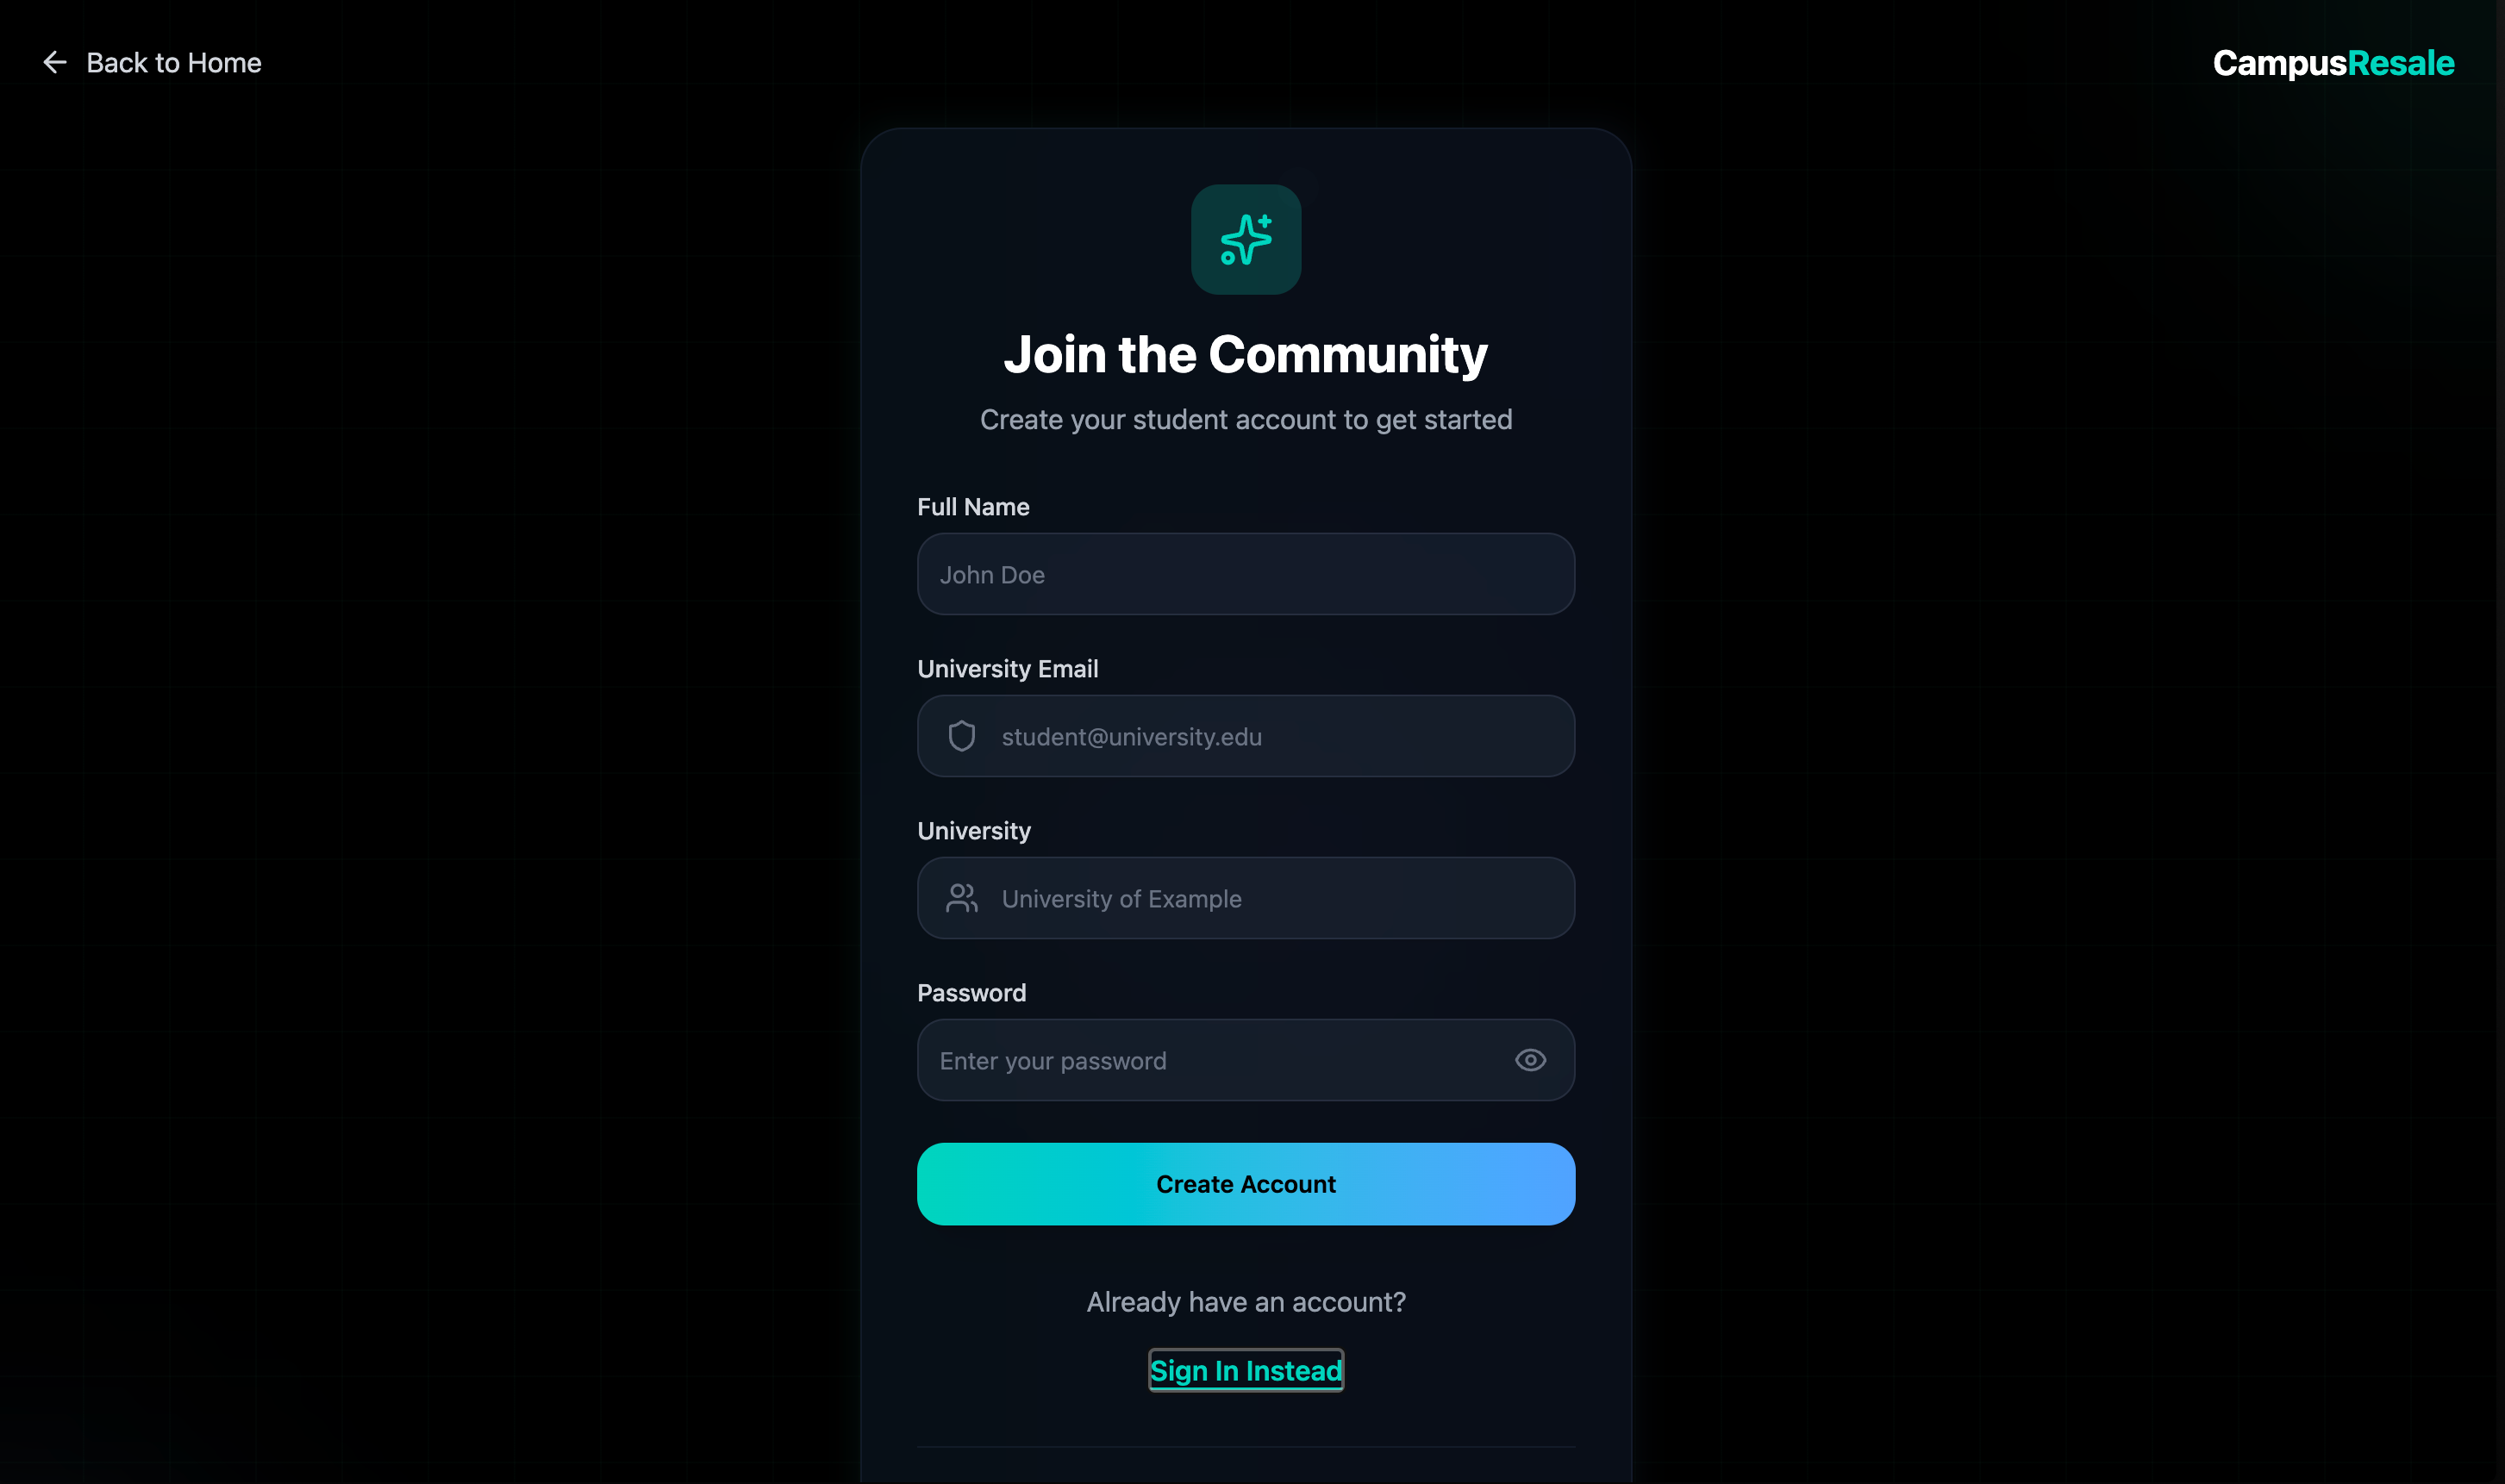 Back to Home
CampusResale
Join the Community
Create your student account to get started
Full Name
John Doe
University Email
student@university.edu
University
University of Example
Password
Enter your password
Create Account
Already have an account?
Sign In Instead